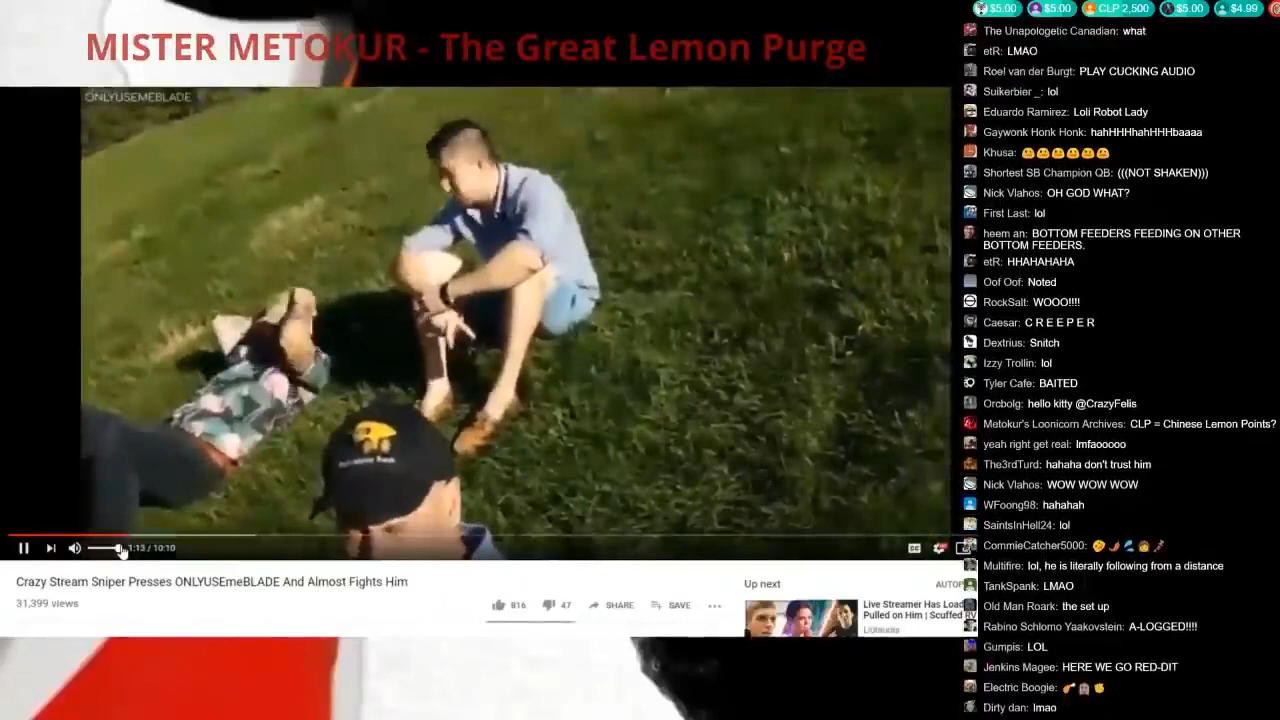 $5.00 $5.00 CLP 2,500 $5.00 $4.99
MISTER METOKUR - The Great Lemon Purge
ONLYUSEMEBLADE
1:13 / 10:10
CC
Crazy Stream Sniper Presses ONLYUSEmeBLADE And Almost Fights Him
31,399 views
816 47 SHARE SAVE
Up next
Live Streamer Has
Pulled on Him | Scuffed RV
The Unapologetic Canadian: what
etR: LMAO
Roel van der Burgt: PLAY CUCKING AUDIO
Suikerbier _: lol
Eduardo Ramirez: Loli Robot Lady
Gaywonk Honk Honk: hahHHHhahHHHbaaaa
Khusa: 
Shortest SB Champion QB: (((NOT SHAKEN)))
Nick Vlahos: OH GOD WHAT?
First Last: lol
heem an: BOTTOM FEEDERS FEEDING ON OTHER
BOTTOM FEEDERS.
etR: HHAHAHAHA
Oof Oof: Noted
RockSalt: WOOO!!!!
Caesar: C R E E P E R
Dextrius: Snitch
Izzy Trollin: lol
Tyler Cafe: BAITED
Orcbolg: hello kitty @CrazyFelis
Metokur's Loonicorn Archives: CLP = Chinese Lemon Points?
yeah right get real: lmfaooooo
The3rdTurd: hahaha don't trust him
Nick Vlahos: WOW WOW WOW
WFoong98: hahahah
SaintsInHell24: lol
CommieCatcher5000:
Multifire: lol, he is literally following from a distance
TankSpank: LMAO
Old Man Roark: the set up
Rabino Schlomo Yaakovstein: A-LOGGED!!!!
Gumpis: LOL
Jenkins Magee: HERE WE GO RED-DIT
Electric Boogie:
Dirty dan: lmao